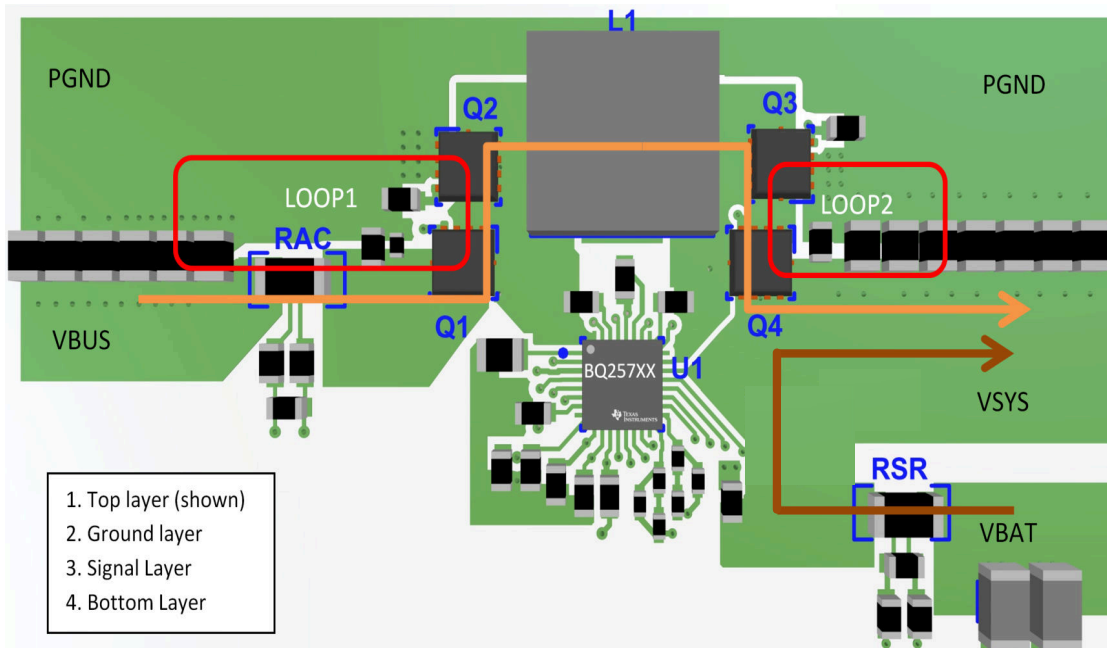 L1
PGND
Q2
Q3
PGND
LOOP1
LOOP2
RAC
Q1
Q4
VBUS
BQ257XX
U1
TEXAS
INSTRUMENTS
VSYS
RSR
VBAT
1. Top layer (shown)
2. Ground layer
3. Signal Layer
4. Bottom Layer